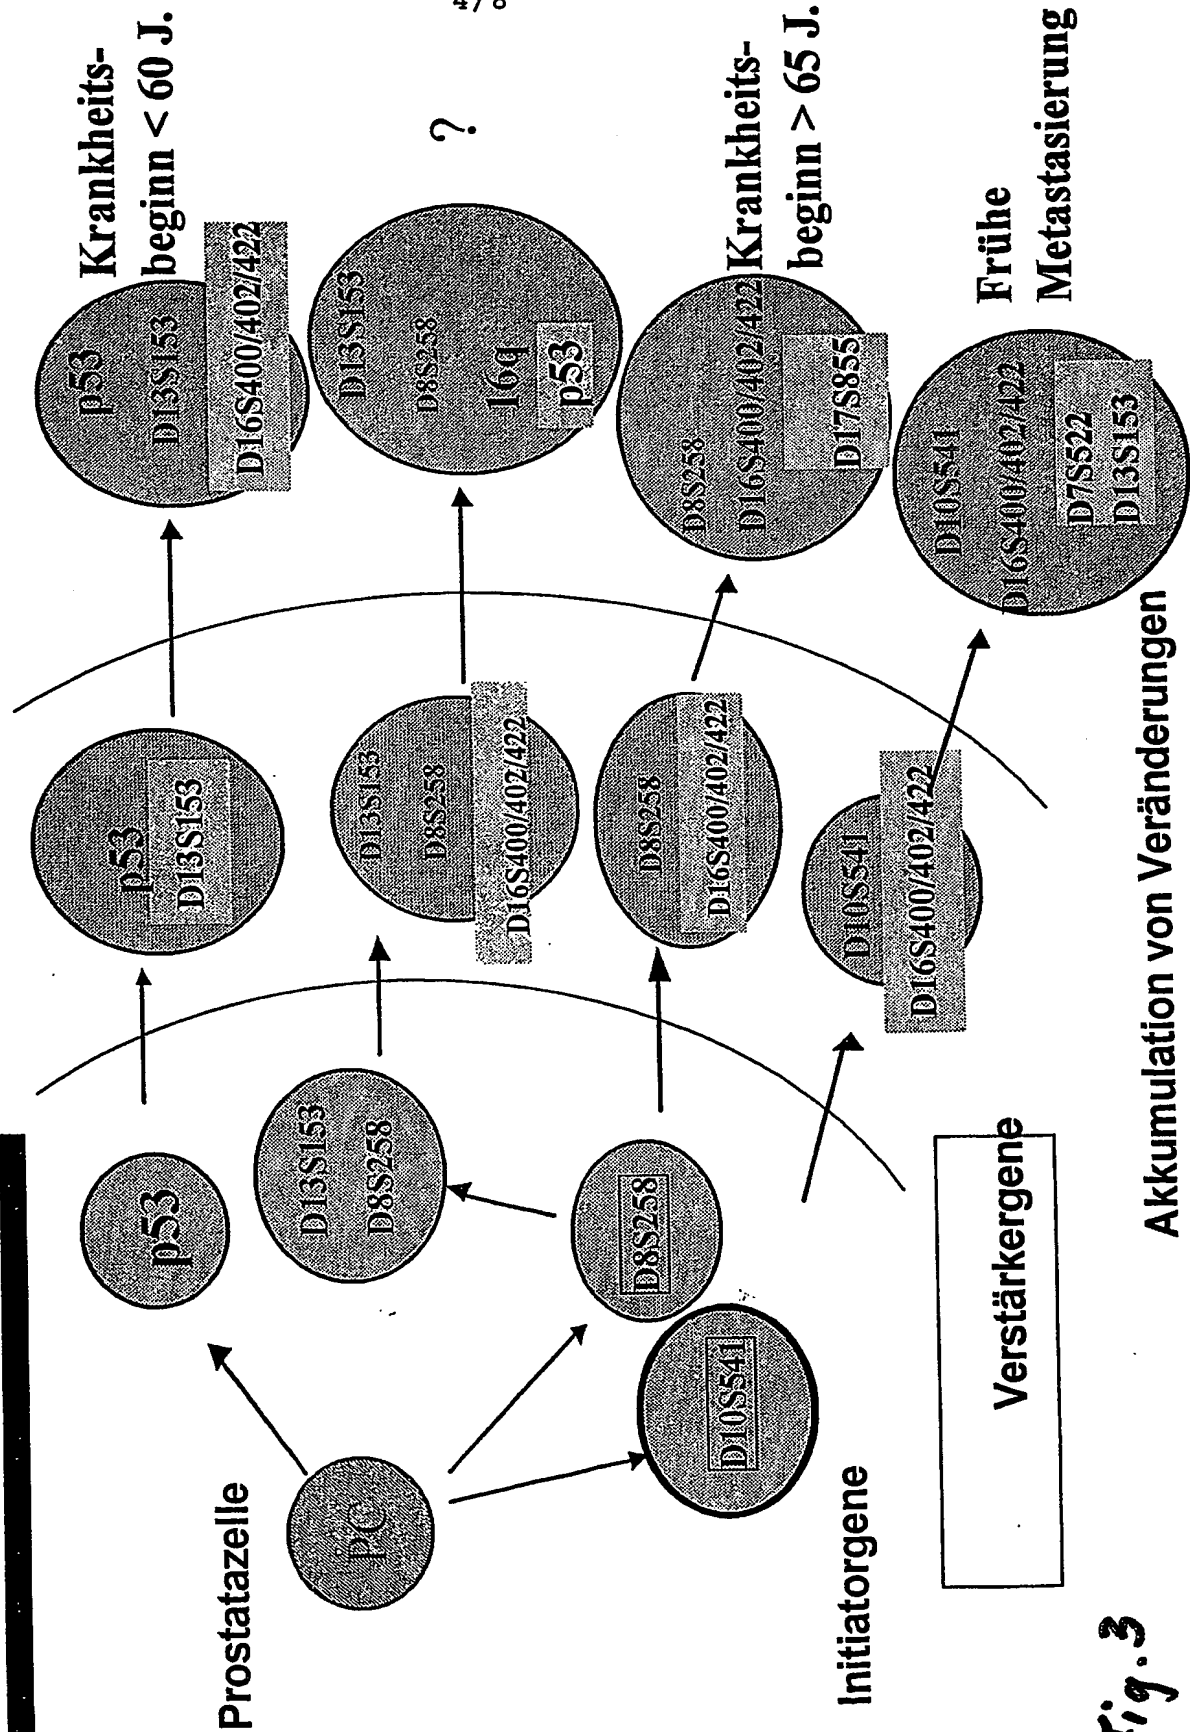 4/8
Prostatazelle
PC
Initiatorgene
p53
D13S153
D8S258
D8S258
D10S541
Verstärkergene
p53
D13S153
D13S153
D8S258
D16S400/402/422
D8S258
D16S400/402/422
D10S541
D16S400/402/422
Akkumulation von Veränderungen
p53
D13S153
D16S400/402/422
Krankheits-
beginn < 60 J.
D13S153
D8S258
16q
p53
?
D8S258
D16S400/402/422
D17S855
Krankheits-
beginn > 65 J.
D10S541
D16S400/402/422
D7S522
D13S153
Frühe
Metastasierung
Fig.3